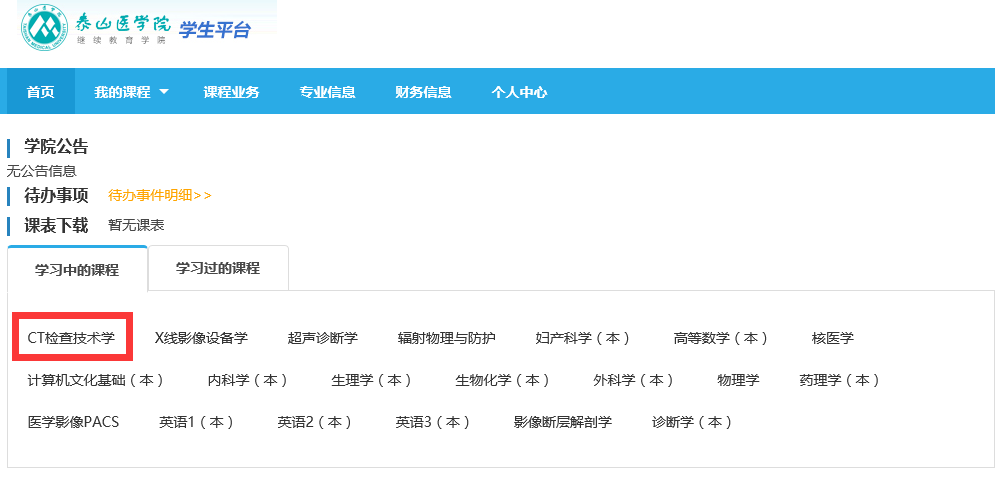 泰山医学院
继续教育学院
学生平台
TAISHAN MEDICAL UNIVERSITY
首页 我的课程 课程业务 专业信息 财务信息 个人中心
学院公告
无公告信息
待办事项 待办事件明细>>
课表下载 暂无课表
学习中的课程 学习过的课程
CT检查技术学 X线影像设备学 超声诊断学 辐射物理与防护 妇产科学（本） 高等数学（本） 核医学
计算机文化基础（本） 内科学（本） 生理学（本） 生物化学（本） 外科学（本） 物理学 药理学（本）
医学影像PACS 英语1（本） 英语2（本） 英语3（本） 影像断层解剖学 诊断学（本）